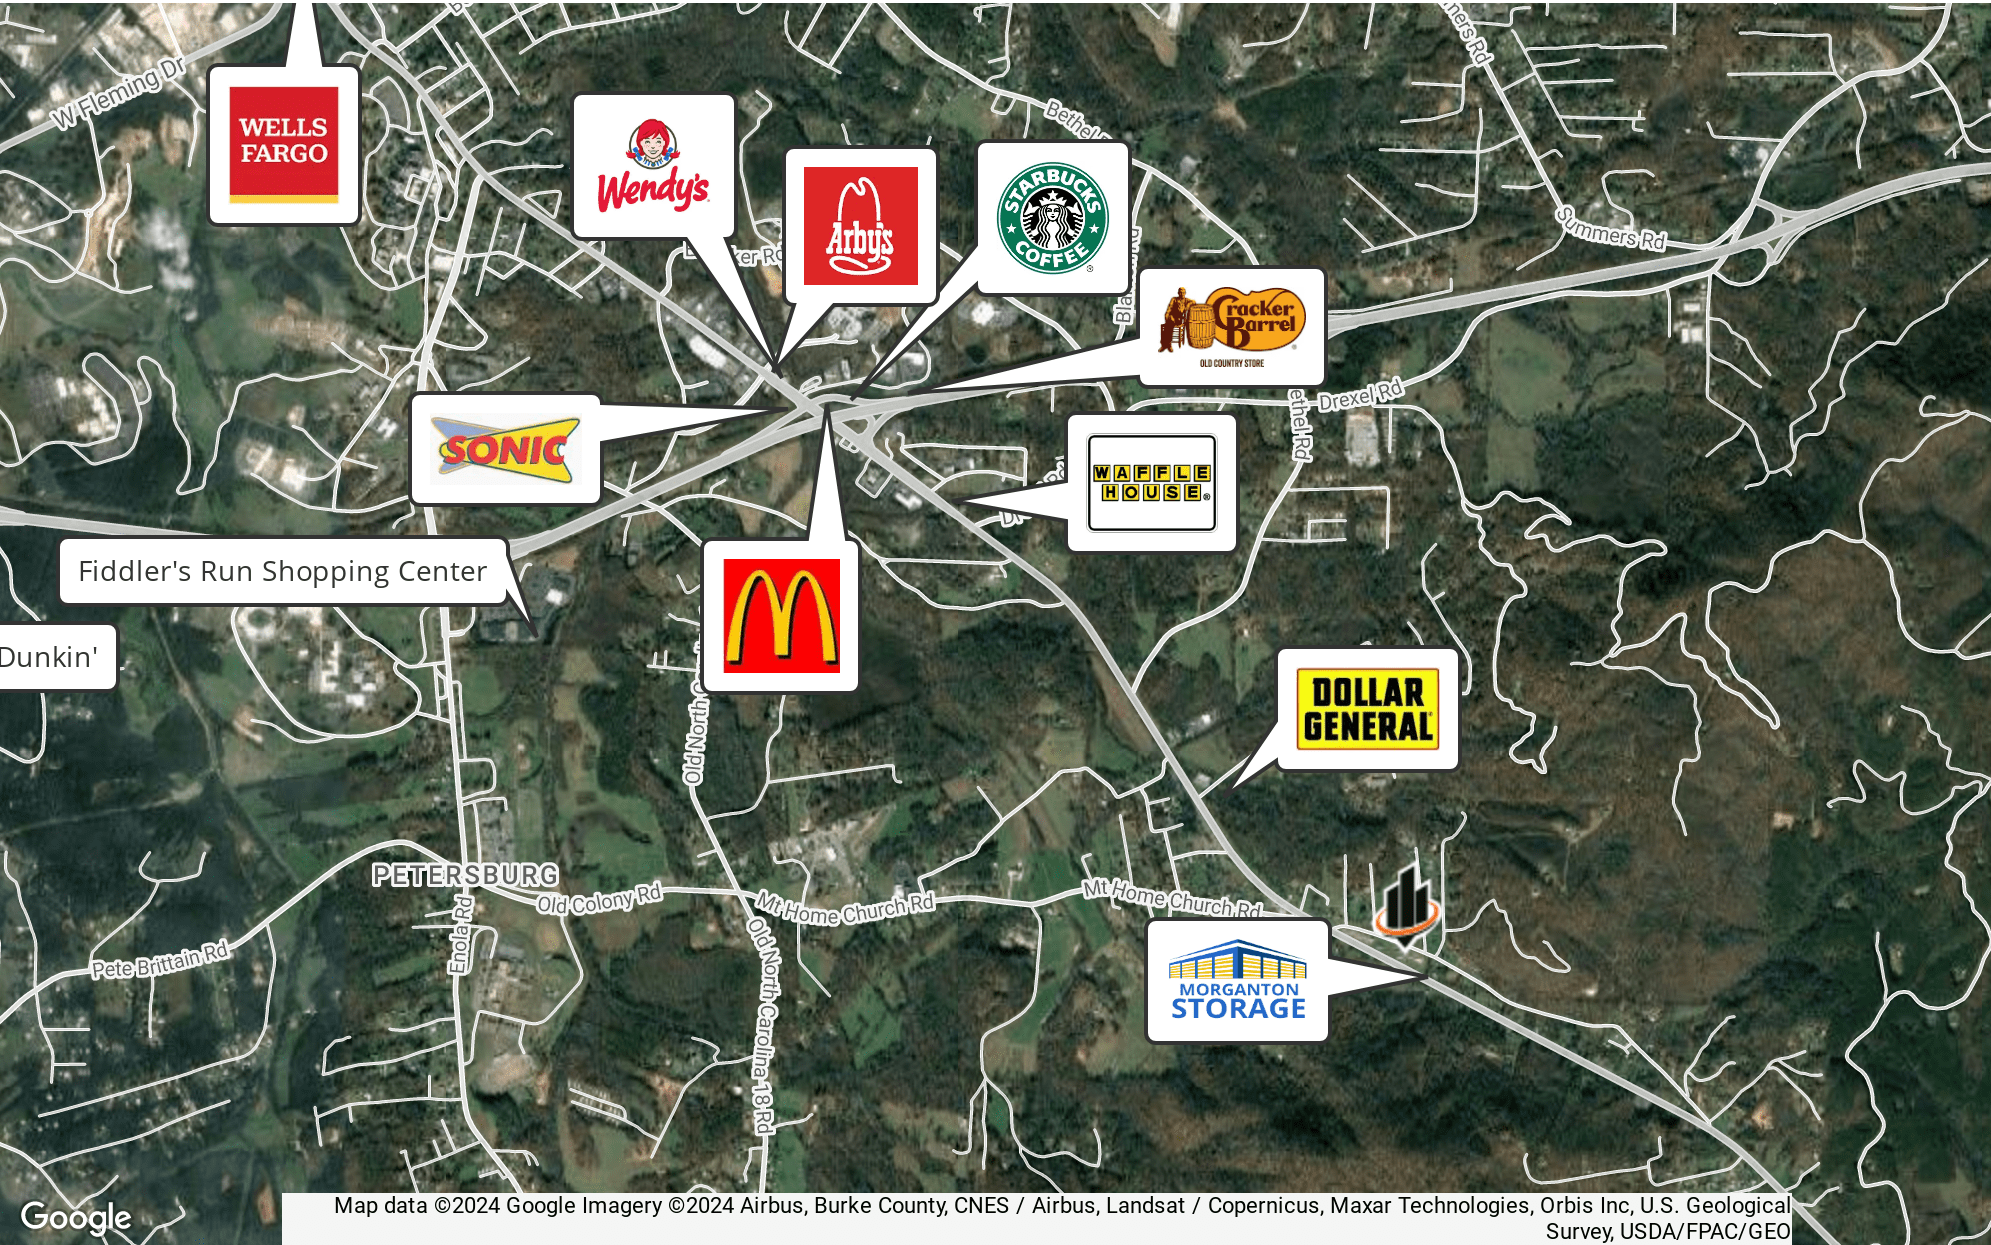 W Fleming Dr
WELLS
FARGO
Wendy's
Arby's
STARBUCKS
COFFEE
Bethel
Summers Rd
Cracker
Barrel
OLD COUNTRY STORE
SONIC
Drexel Rd
ethel Rd
WAFFLE
HOUSE
Fiddler's Run Shopping Center
Dunkin'
DOLLAR
GENERAL
Old North
PETERSBURG
Old Colony Rd
Mt Home Church Rd
Mt Home Church Rd
Enola Rd
Pete Brittain Rd
Old North Carolina 18 Rd
MORGANTON
STORAGE
Google
Map data ©2024 Google Imagery ©2024 Airbus, Burke County, CNES / Airbus, Landsat / Copernicus, Maxar Technologies, Orbis Inc, U.S. Geological
Survey, USDA/FPAC/GEO